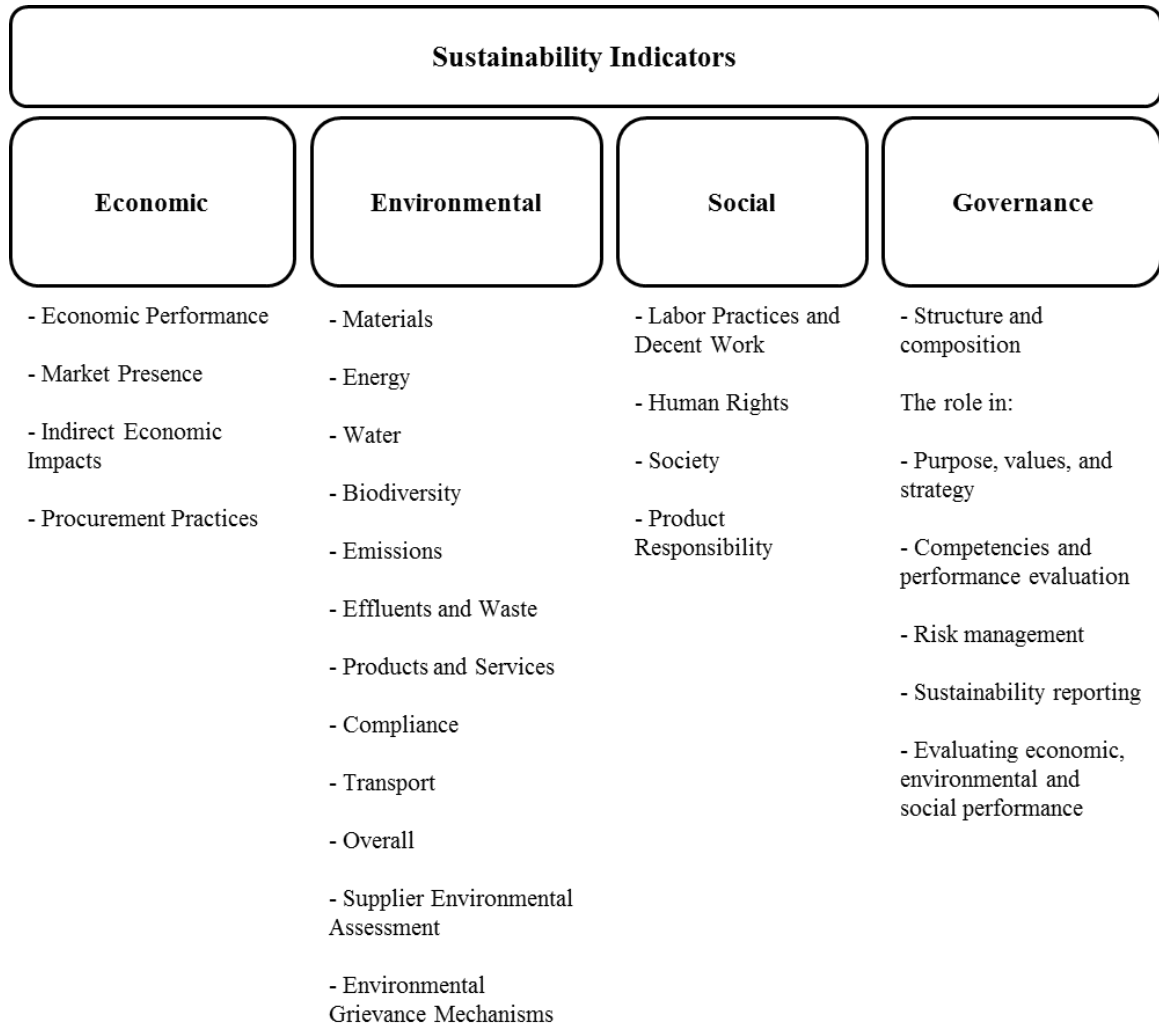 Sustainability Indicators
Economic
- Economic Performance
- Market Presence
- Indirect Economic
Impacts
- Procurement Practices
Environmental
- Materials
- Energy
- Water
- Biodiversity
- Emissions
- Effluents and Waste
- Products and Services
- Compliance
- Transport
- Overall
- Supplier Environmental
Assessment
- Environmental
Grievance Mechanisms
Social
- Labor Practices and
Decent Work
- Human Rights
- Society
- Product
Responsibility
Governance
- Structure and
composition
The role in:
- Purpose, values, and
strategy
- Competencies and
performance evaluation
- Risk management
- Sustainability reporting
- Evaluating economic,
environmental and
social performance